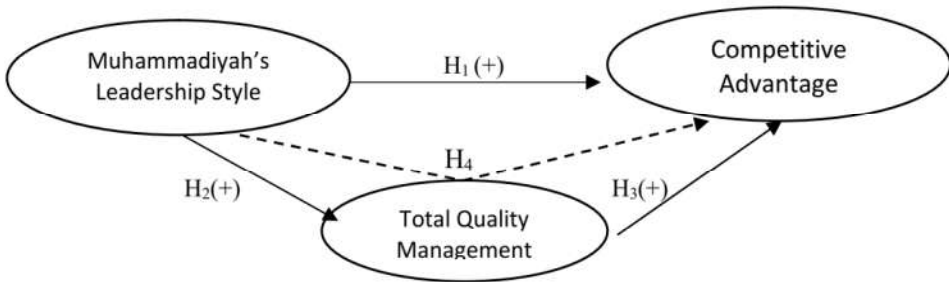 Muhammadiyah's
Leadership Style
H₁ (+)
Competitive
Advantage
H₄
H₂(+)
H₃(+)
Total Quality
Management